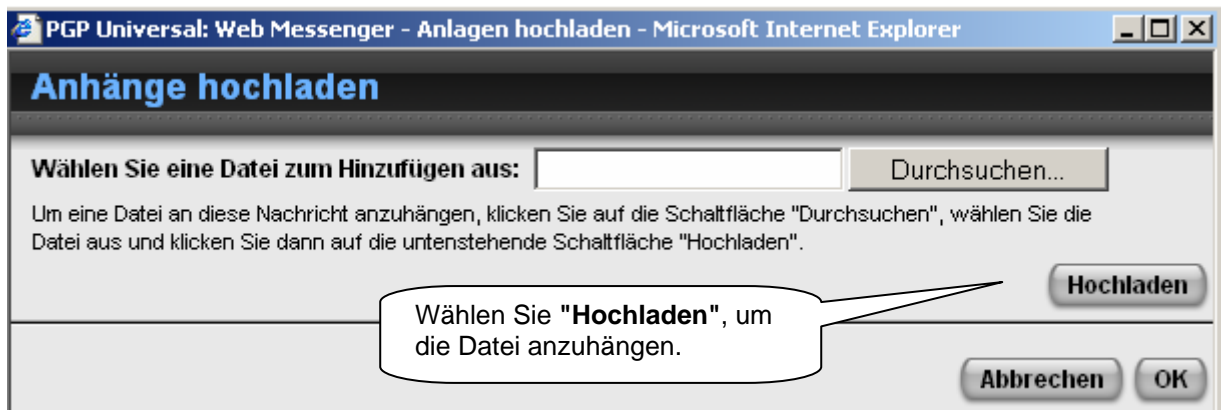 PGP Universal: Web Messenger - Anlagen hochladen - Microsoft Internet Explorer
Anhänge hochladen
Wählen Sie eine Datei zum Hinzufügen aus: Durchsuchen...
Um eine Datei an diese Nachricht anzuhängen, klicken Sie auf die Schaltfläche "Durchsuchen", wählen Sie die
Datei aus und klicken Sie dann auf die untenstehende Schaltfläche "Hochladen".
Hochladen
Wählen Sie "Hochladen", um
die Datei anzuhängen.
Abbrechen OK